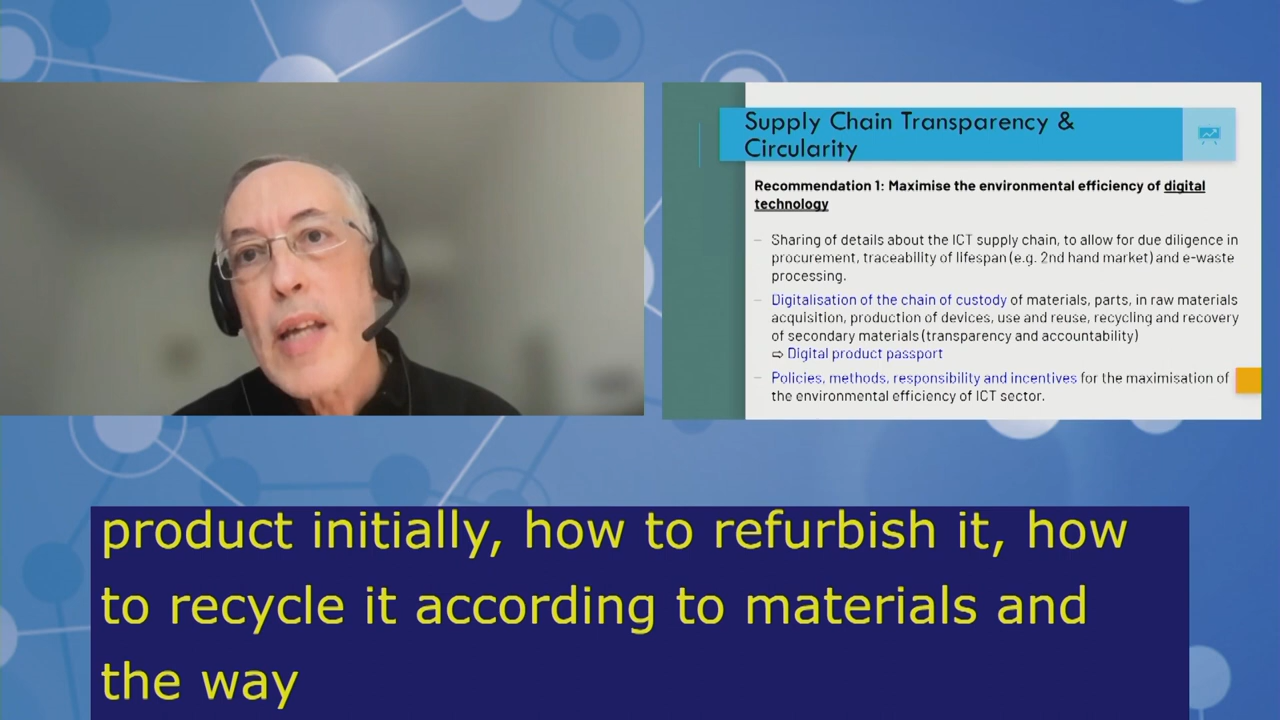 Supply Chain Transparency &
Circularity
Recommendation 1: Maximise the environmental efficiency of digital
technology
– Sharing of details about the ICT supply chain, to allow for due diligence in
procurement, traceability of lifespan (e.g. 2nd hand market) and e-waste
processing.
– Digitalisation of the chain of custody of materials, parts, in raw materials
acquisition, production of devices, use and reuse, recycling and recovery
of secondary materials (transparency and accountability)
⇨ Digital product passport
– Policies, methods, responsibility and incentives for the maximisation of
the environmental efficiency of ICT sector.
product initially, how to refurbish it, how
to recycle it according to materials and
the way